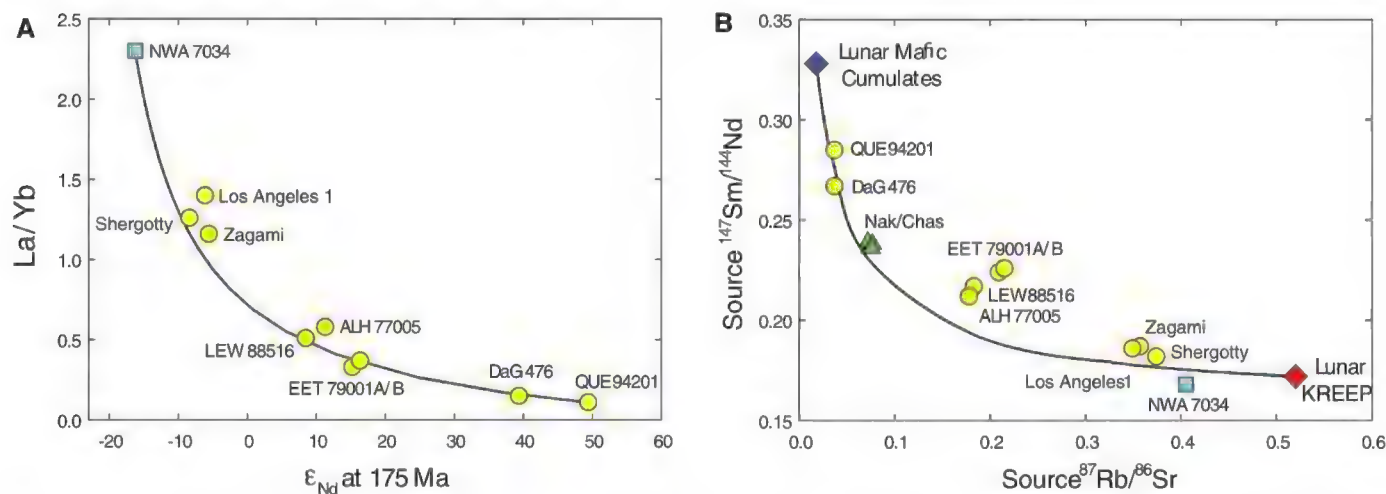 A
2.5
2.0
1.5
1.0
0.5
0.0
La/Yb
NWA 7034
Los Angeles 1
Shergotty
Zagami
ALH 77005
LEW 88516
EET 79001A/B
DaG 476
QUE94201
-20 -10 0 10 20 30 40 50 60
εNd at 175 Ma
B
0.35
0.30
0.25
0.20
0.15
Source 147Sm/144Nd
Lunar Mafic
Cumulates
QUE94201
DaG 476
Nak/Chas
EET 79001A/B
LEW88516
ALH 77005
Zagami
Shergotty
Los Angeles1
Lunar
KREEP
NWA 7034
0.0 0.1 0.2 0.3 0.4 0.5 0.6
Source87Rb/86Sr